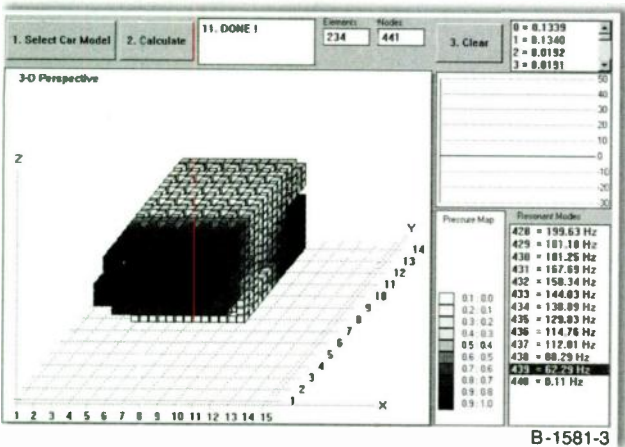 1. Select Car Model
2. Calculate
11. DONE !
Elements
234
Nodes
441
3. Clear
0 = 0.1339
1 = 0.1340
2 = 0.0192
3 = 0.0191
3-D Perspective
50
40
30
20
10
0
-10
-20
30
Z
Y
X
14
13
12
11
10
9
8
7
6
5
4
3
2
1
1 2 3 4 5 6 7 8 9 10 11 12 13 14 15
Pressure Map
0.1 : 0.0
0.2 : 0.1
0.3 : 0.2
0.4 : 0.3
0.5 : 0.4
0.6 : 0.5
0.7 : 0.6
0.8 : 0.7
0.9 : 0.8
0.9 : 1.0
Resonant Modes
428 = 199.63 Hz
429 = 181.18 Hz
430 = 181.25 Hz
431 = 167.69 Hz
432 = 158.34 Hz
433 = 144.03 Hz
434 = 138.89 Hz
435 = 129.83 Hz
436 = 114.76 Hz
437 = 112.01 Hz
438 = 88.29 Hz
439 = 62.29 Hz
440 = 0.11 Hz
B-1581-3